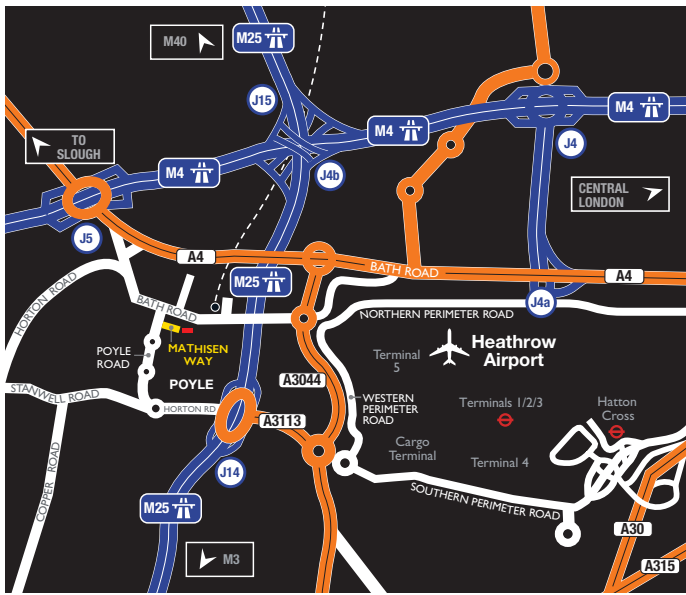 M25
M40
J15
M4
M4
J4
TO
SLOUGH
M4
J4b
CENTRAL
LONDON
J5
A4
BATH ROAD
A4
M25
HORTON ROAD
BATH ROAD
J4a
NORTHERN PERIMETER ROAD
MATHISEN
WAY
POYLE
ROAD
Terminal
5
Heathrow
Airport
STANWELL ROAD
POYLE
A3044
WESTERN
PERIMETER
ROAD
HORTON RD
A3113
Terminals 1/2/3
Hatton
Cross
Cargo
Terminal
Terminal 4
COPPER ROAD
J14
SOUTHERN PERIMETER ROAD
M25
A30
M3
A315